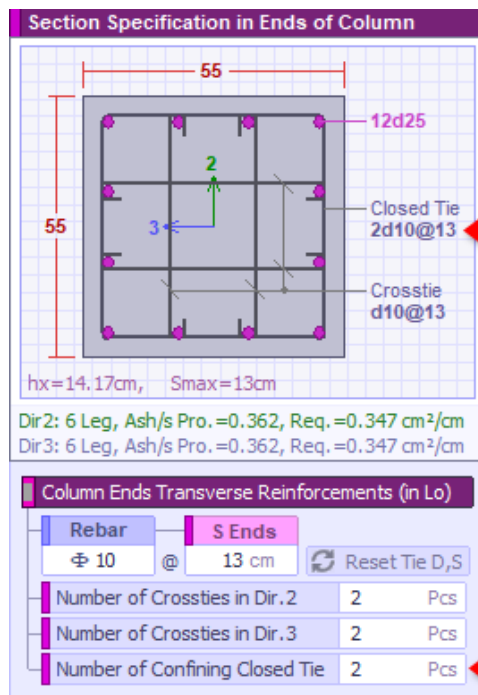 Section Specification in Ends of Column
55
12d25
2
3
55
Closed Tie
2d10@13
Crosstie
d10@13
hx=14.17cm, Smax=13cm
Dir2: 6 Leg, Ash/s Pro.=0.362, Req.=0.347 cm²/cm
Dir3: 6 Leg, Ash/s Pro.=0.362, Req.=0.347 cm²/cm
Column Ends Transverse Reinforcements (in Lo)
Rebar S Ends
Φ 10 @ 13 cm Reset Tie D,S
Number of Crossties in Dir.2 2 Pcs
Number of Crossties in Dir.3 2 Pcs
Number of Confining Closed Tie 2 Pcs